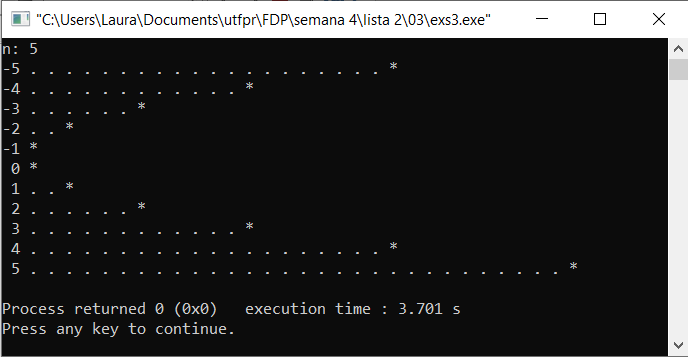 "C:\Users\Laura\Documents\utfpr\FDP\semana 4\lista 2\03\exs3.exe"
n: 5
-5 . . . . . . . . . . . . . . . . . . . . *
-4 . . . . . . . . . . . . *
-3 . . . . . . *
-2 . . *
-1 *
 0 *
 1 . . *
 2 . . . . . . *
 3 . . . . . . . . . . . . *
 4 . . . . . . . . . . . . . . . . . . . . *
 5 . . . . . . . . . . . . . . . . . . . . . . . . . . . . . . *
Process returned 0 (0x0)   execution time : 3.701 s
Press any key to continue.